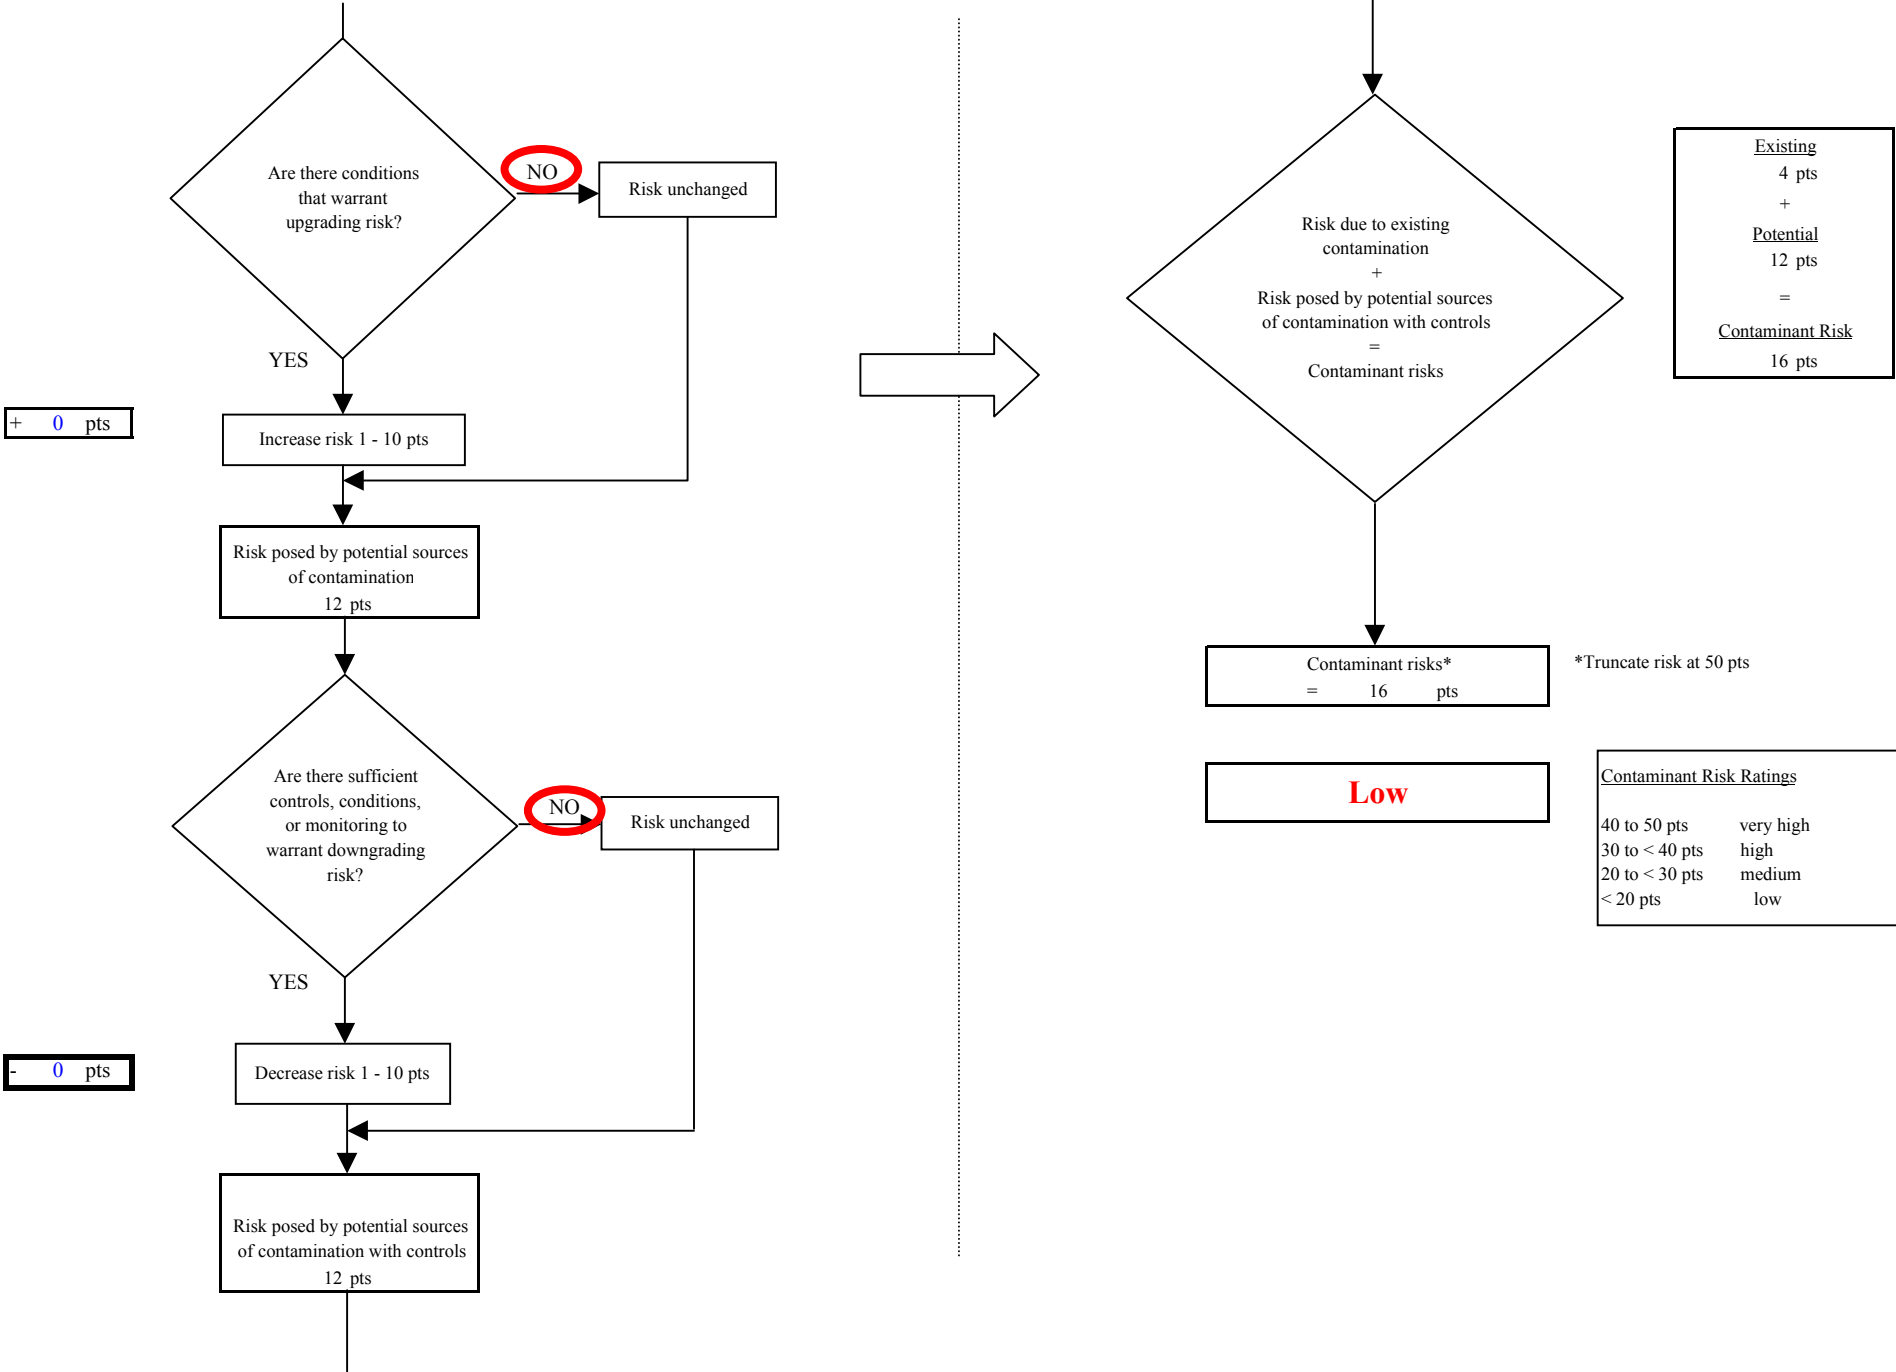 Are there conditions
that warrant
upgrading risk?
NO
Risk unchanged
YES
+ 0 pts
Increase risk 1 - 10 pts
Risk posed by potential sources
of contamination
12 pts
Are there sufficient
controls, conditions,
or monitoring to
warrant downgrading
risk?
NO
Risk unchanged
YES
- 0 pts
Decrease risk 1 - 10 pts
Risk posed by potential sources
of contamination with controls
12 pts
Risk due to existing
contamination
+
Risk posed by potential sources
of contamination with controls
=
Contaminant risks
Existing
4 pts
+
Potential
12 pts
=
Contaminant Risk
16 pts
Contaminant risks*
= 16 pts
*Truncate risk at 50 pts
Low
Contaminant Risk Ratings
40 to 50 pts very high
30 to < 40 pts high
20 to < 30 pts medium
< 20 pts low